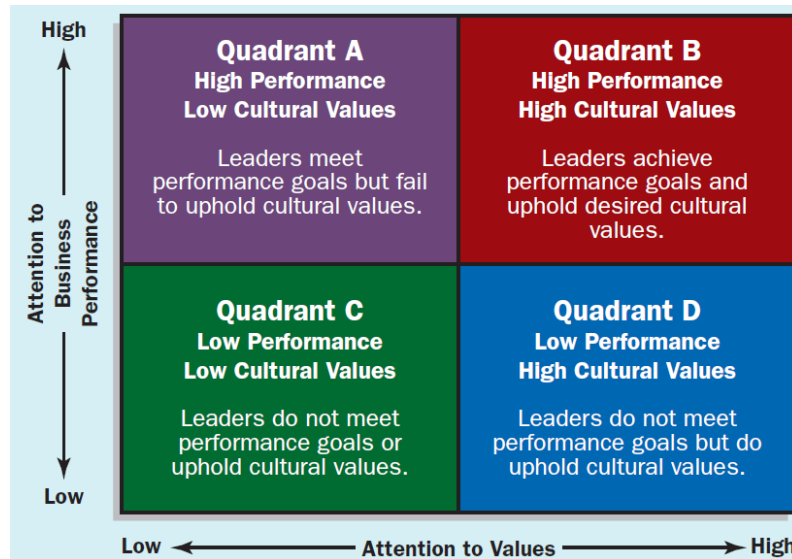 High
Attention to
Business
Performance
Low
Quadrant A
High Performance
Low Cultural Values
Leaders meet
performance goals but fail
to uphold cultural values.
Quadrant B
High Performance
High Cultural Values
Leaders achieve
performance goals and
uphold desired cultural
values.
Quadrant C
Low Performance
Low Cultural Values
Leaders do not meet
performance goals or
uphold cultural values.
Quadrant D
Low Performance
High Cultural Values
Leaders do not meet
performance goals but do
uphold cultural values.
Low Attention to Values High